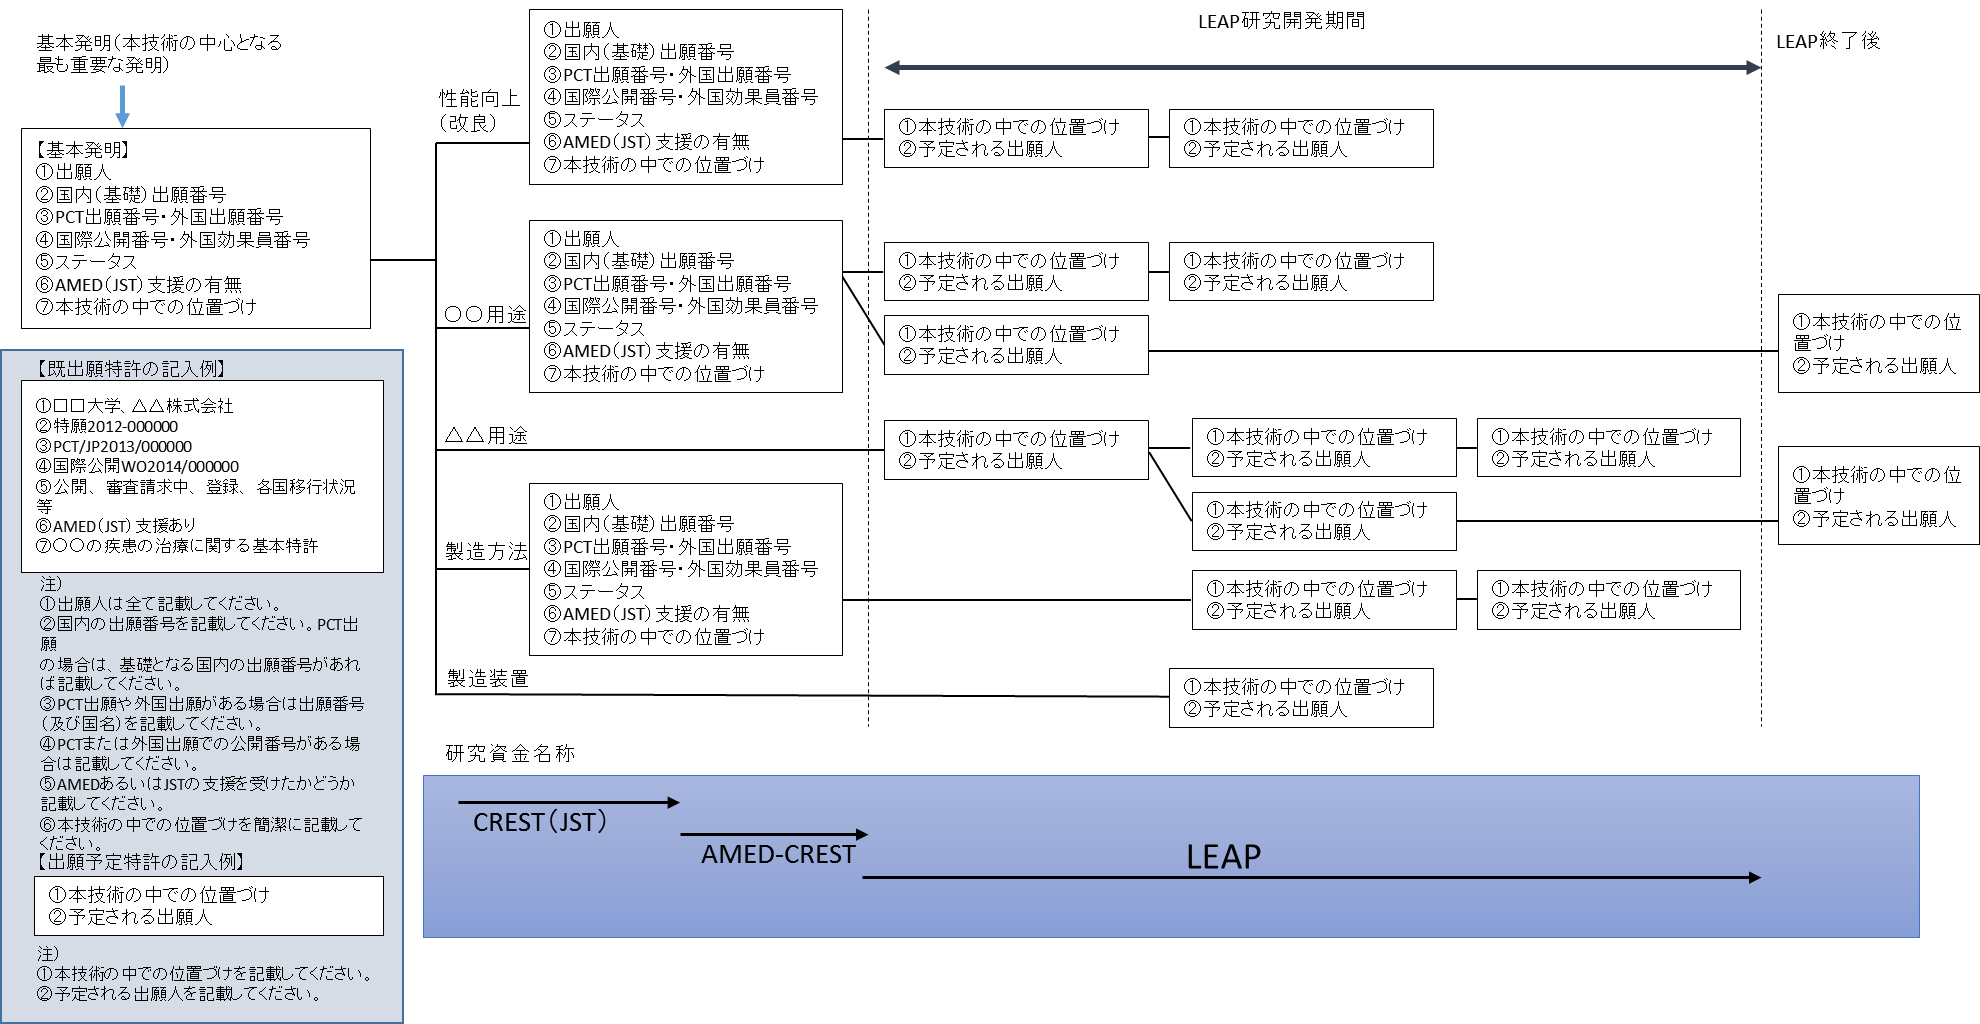 基本発明（本技術の中心となる
最も重要な発明）
【基本発明】
①出願人
②国内（基礎）出願番号
③PCT出願番号・外国出願番号
④国際公開番号・外国効果員番号
⑤ステータス
⑥AMED（JST）支援の有無
⑦本技術の中での位置づけ
【既出願特許の記入例】
①□□大学、△△株式会社
②特願2012-000000
③PCT/JP2013/000000
④国際公開WO2014/000000
⑤公開、審査請求中、登録、各国移行状況
等
⑥AMED（JST）支援あり
⑦〇〇の疾患の治療に関する基本特許
注）
①出願人は全て記載してください。
②国内の出願番号を記載してください。PCT出
願
の場合は、基礎となる国内の出願番号があれ
ば記載してください。
③PCT出願や外国出願がある場合は出願番号
（及び国名）を記載してください。
④PCTまたは外国出願での公開番号がある場
合は記載してください。
⑤AMEDあるいはJSTの支援を受けたかどうか
記載してください。
⑥本技術の中での位置づけを簡潔に記載して
ください。
【出願予定特許の記入例】
①本技術の中での位置づけ
②予定される出願人
注）
①本技術の中での位置づけを記載してください。
②予定される出願人を記載してください。
LEAP研究開発期間
LEAP終了後
性能向上
（改良）
①出願人
②国内（基礎）出願番号
③PCT出願番号・外国出願番号
④国際公開番号・外国効果員番号
⑤ステータス
⑥AMED（JST）支援の有無
⑦本技術の中での位置づけ
①本技術の中での位置づけ
②予定される出願人
①本技術の中での位置づけ
②予定される出願人
〇〇用途
①出願人
②国内（基礎）出願番号
③PCT出願番号・外国出願番号
④国際公開番号・外国効果員番号
⑤ステータス
⑥AMED（JST）支援の有無
⑦本技術の中での位置づけ
①本技術の中での位置づけ
②予定される出願人
①本技術の中での位置づけ
②予定される出願人
①本技術の中での位置づけ
②予定される出願人
①本技術の中での位
置づけ
②予定される出願人
△△用途
①本技術の中での位置づけ
②予定される出願人
①本技術の中での位置づけ
②予定される出願人
①本技術の中での位置づけ
②予定される出願人
①本技術の中での位置づけ
②予定される出願人
①本技術の中での位
置づけ
②予定される出願人
製造方法
①出願人
②国内（基礎）出願番号
③PCT出願番号・外国出願番号
④国際公開番号・外国効果員番号
⑤ステータス
⑥AMED（JST）支援の有無
⑦本技術の中での位置づけ
①本技術の中での位置づけ
②予定される出願人
①本技術の中での位置づけ
②予定される出願人
製造装置
①本技術の中での位置づけ
②予定される出願人
研究資金名称
CREST（JST）
AMED-CREST
LEAP